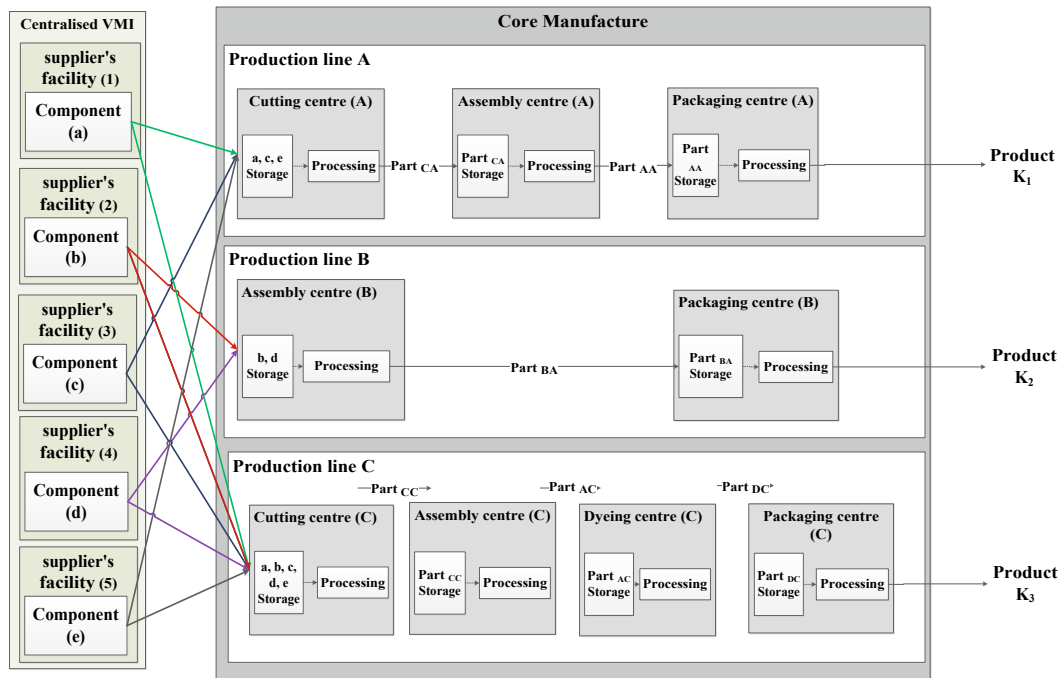 Centralised VMI
supplier's
facility (1)
Component
(a)
supplier's
facility (2)
Component
(b)
supplier's
facility (3)
Component
(c)
supplier's
facility (4)
Component
(d)
supplier's
facility (5)
Component
(e)
Core Manufacture
Production line A
Cutting centre (A)
a, c, e
Storage
Processing
Part CA
Assembly centre (A)
Part CA
Storage
Processing
Part AA
Packaging centre (A)
Part
AA
Storage
Processing
Product
K1
Production line B
Assembly centre (B)
b, d
Storage
Processing
Part BA
Packaging centre (B)
Part BA
Storage
Processing
Product
K2
Production line C
Part CC
Part AC
Part DC
Cutting centre (C)
a, b, c,
d, e
Storage
Processing
Assembly centre (C)
Part CC
Storage
Processing
Dyeing centre (C)
Part AC
Storage
Processing
Packaging centre
(C)
Part DC
Storage
Processing
Product
K3